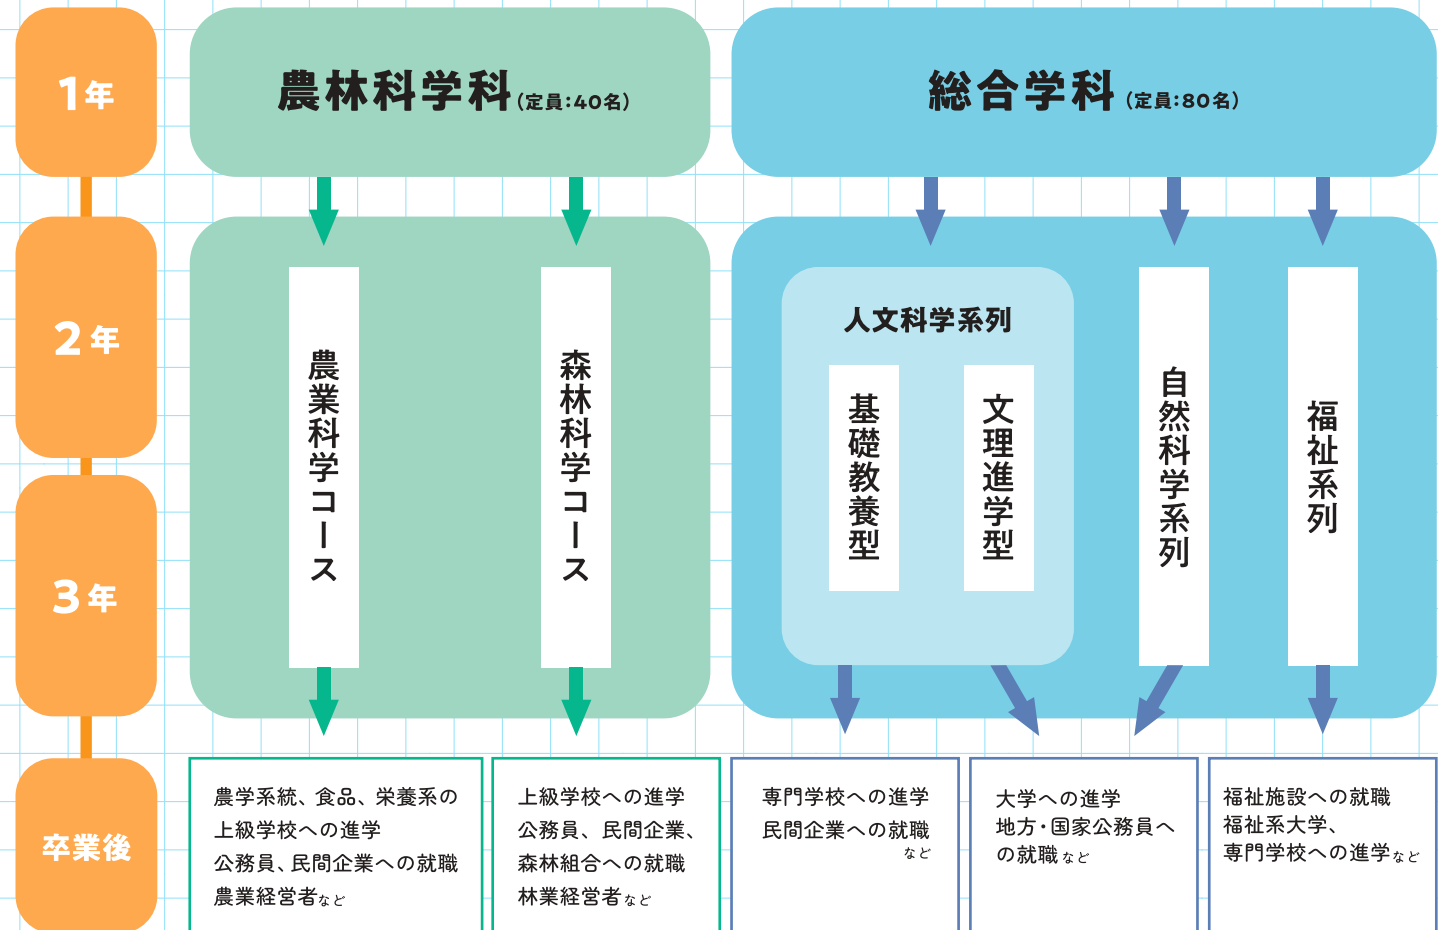 1年
農林科学科(定員:40名)
総合学科(定員:80名)
2年
3年
農業科学コース
森林科学コース
人文科学系列
基礎教養型
文理進学型
自然科学系列
福祉系列
卒業後
農学系統、食品、栄養系の
上級学校への進学
公務員、民間企業への就職
農業経営者など
上級学校への進学
公務員、民間企業、
森林組合への就職
林業経営者など
専門学校への進学
民間企業への就職
など
大学への進学
地方・国家公務員へ
の就職など
福祉施設への就職
福祉系大学、
専門学校への進学など